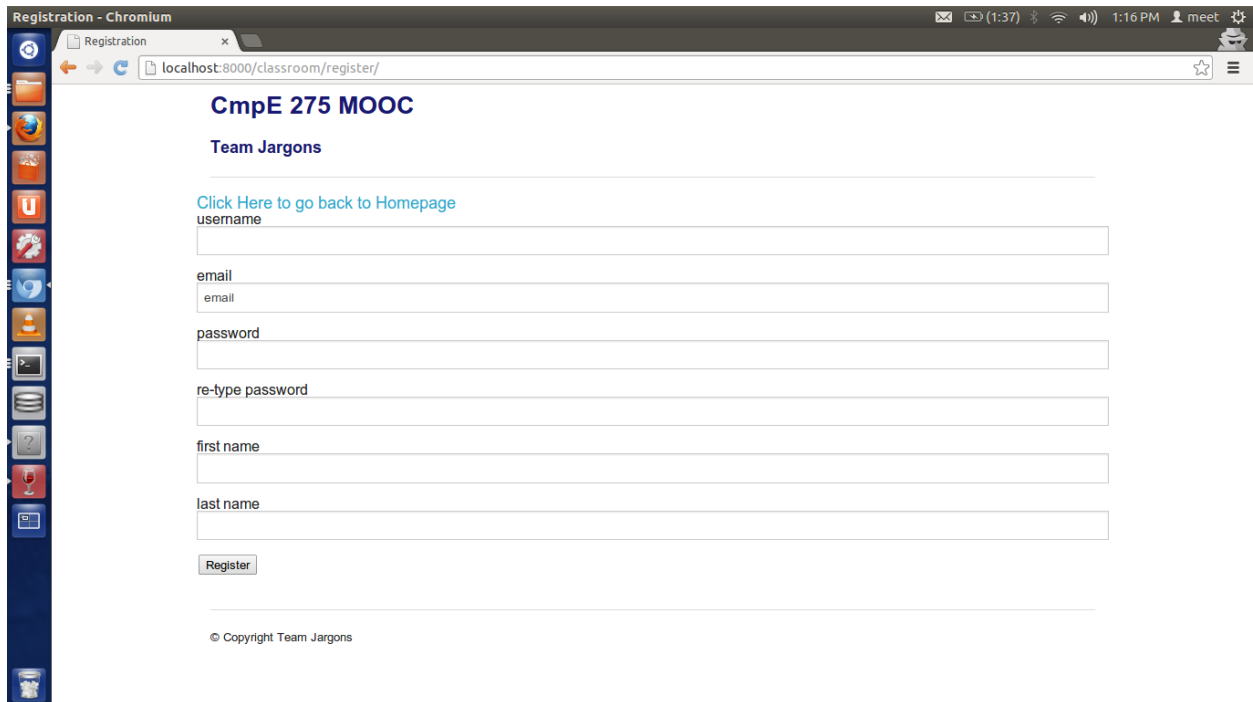 Registration - Chromium
(1:37) 1:16 PM meet
Registration
localhost:8000/classroom/register/
CmpE 275 MOOC
Team Jargons
Click Here to go back to Homepage
username
email
email
password
re-type password
first name
last name
Register
© Copyright Team Jargons